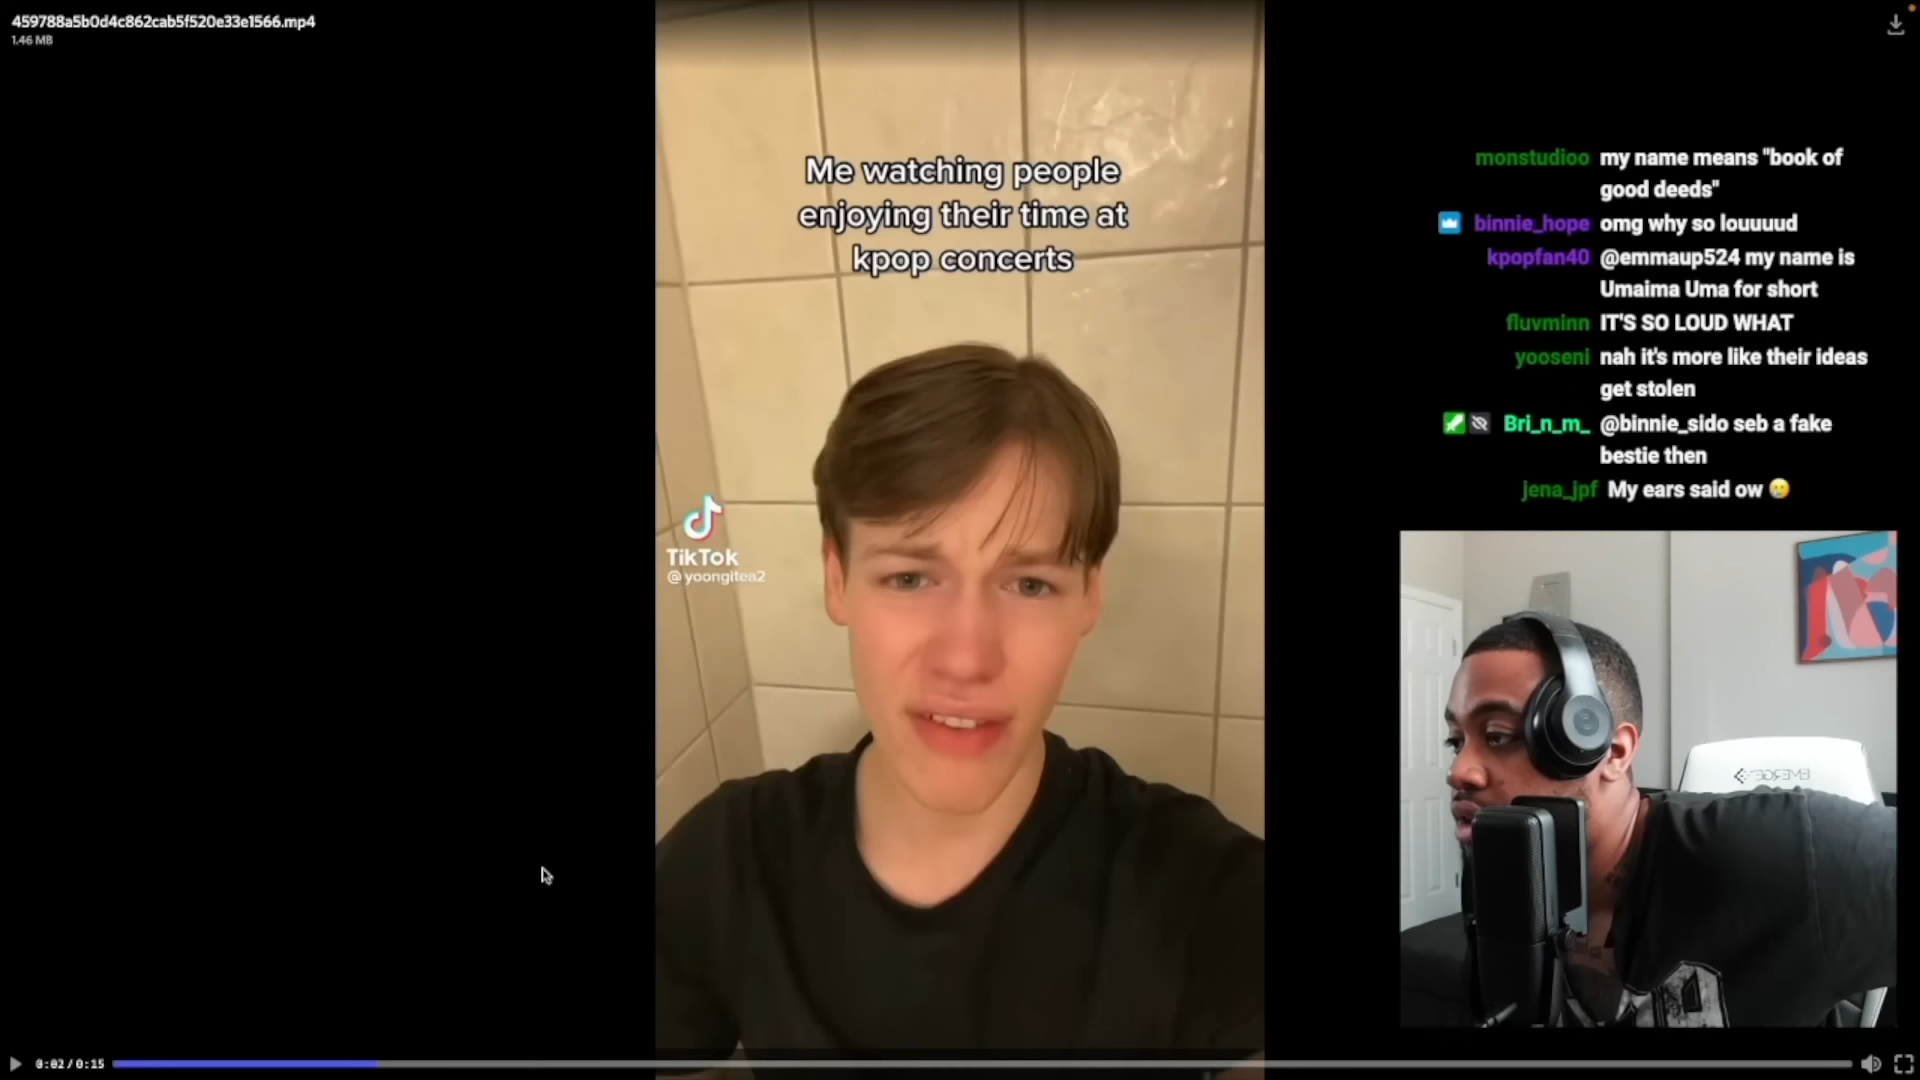 459788a5b0d4c862cab5f520e33e1566.mp4
1.46 MB
Me watching people
enjoying their time at
kpop concerts
TikTok
@yoongitea2
monstudioo my name means "book of
good deeds"
binnie_hope omg why so louuuud
kpopfan40 @emmaup524 my name is
Umaima Uma for short
fluvminn IT'S SO LOUD WHAT
yooseni nah it's more like their ideas
get stolen
Bri_n_m_ @binnie_sido seb a fake
bestie then
jena_jpf My ears said ow 🥲
EMERGE
0:02/0:15